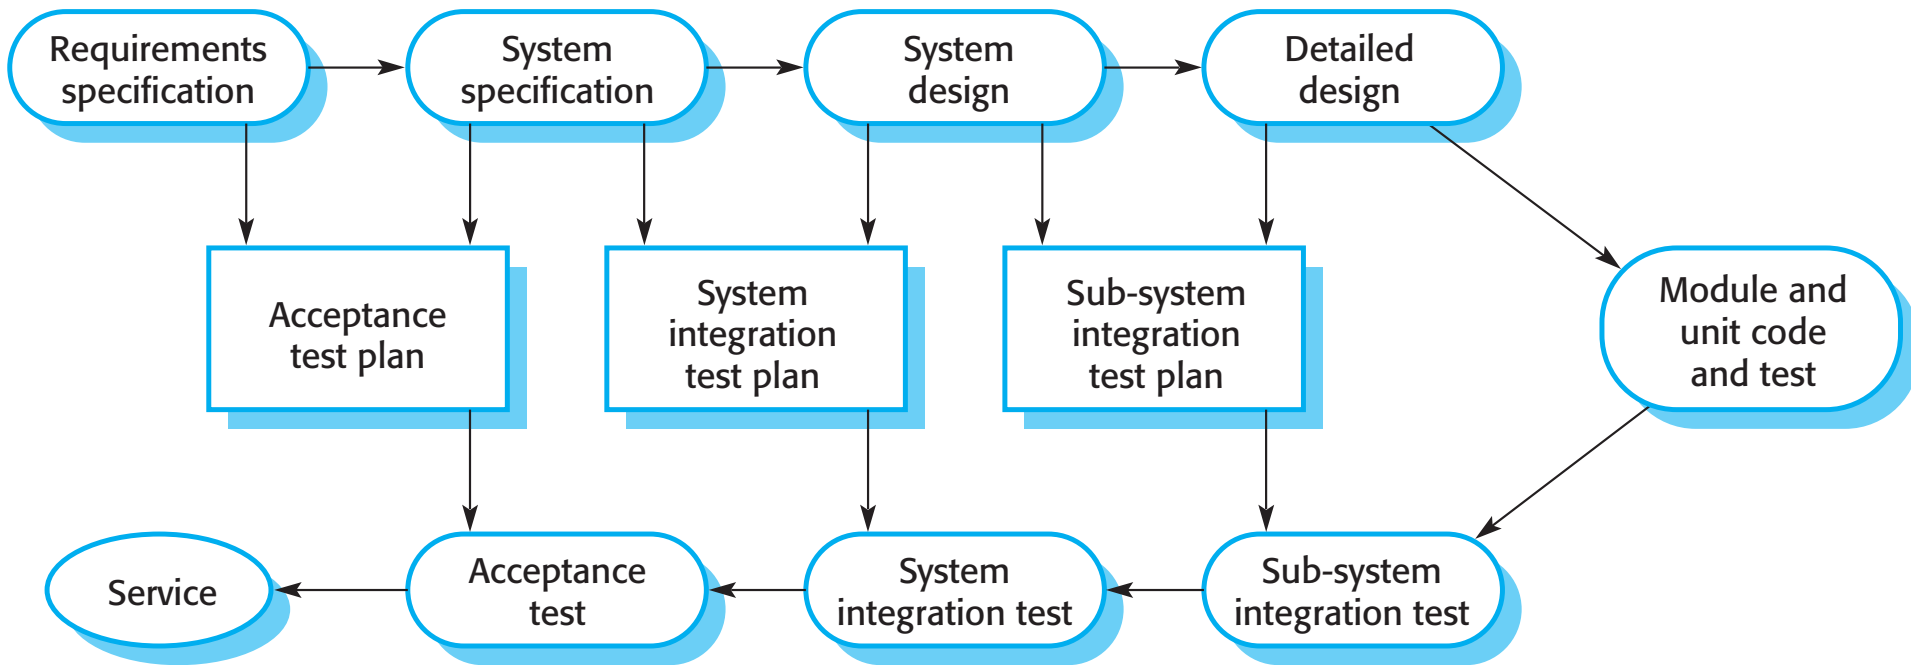 Requirements
specification
System
specification
System
design
Detailed
design
Acceptance
test plan
System
integration
test plan
Sub-system
integration
test plan
Module and
unit code
and test
Service
Acceptance
test
System
integration test
Sub-system
integration test